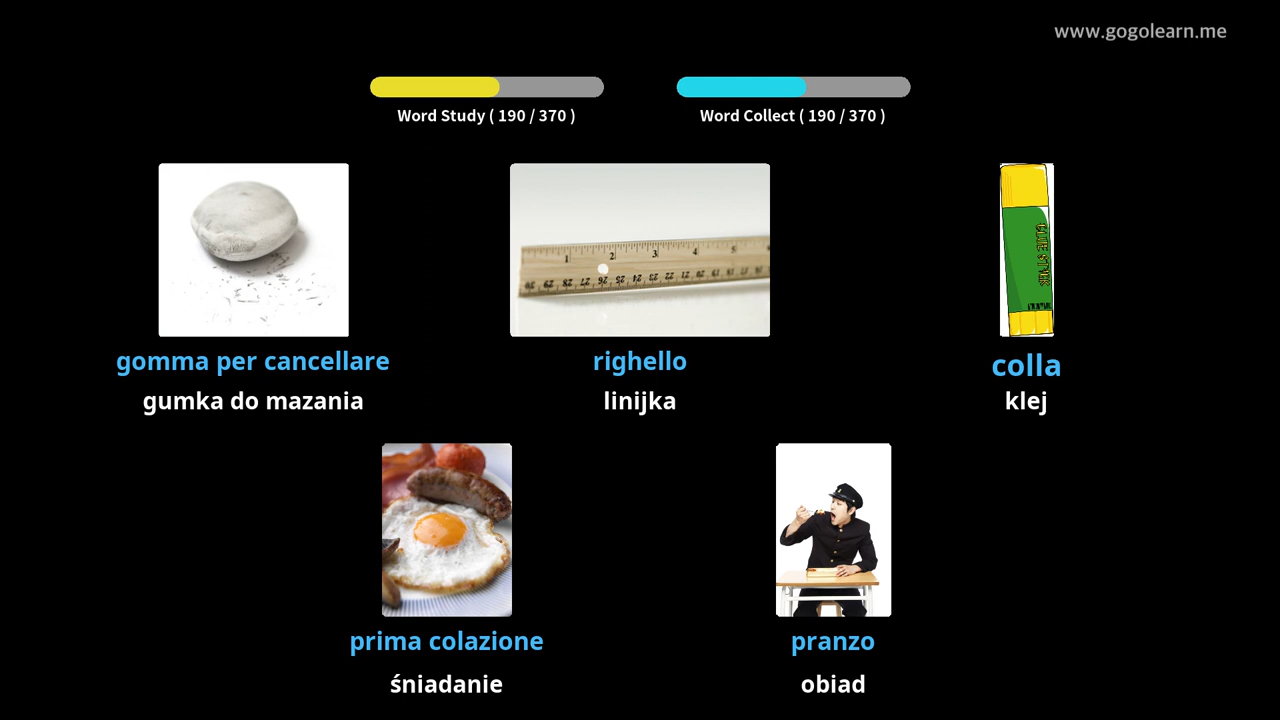 www.gogolearn.me
Word Study ( 190 / 370 )
Word Collect ( 190 / 370 )
gomma per cancellare
righello
colla
gumka do mazania
linijka
klej
prima colazione
pranzo
śniadanie
obiad